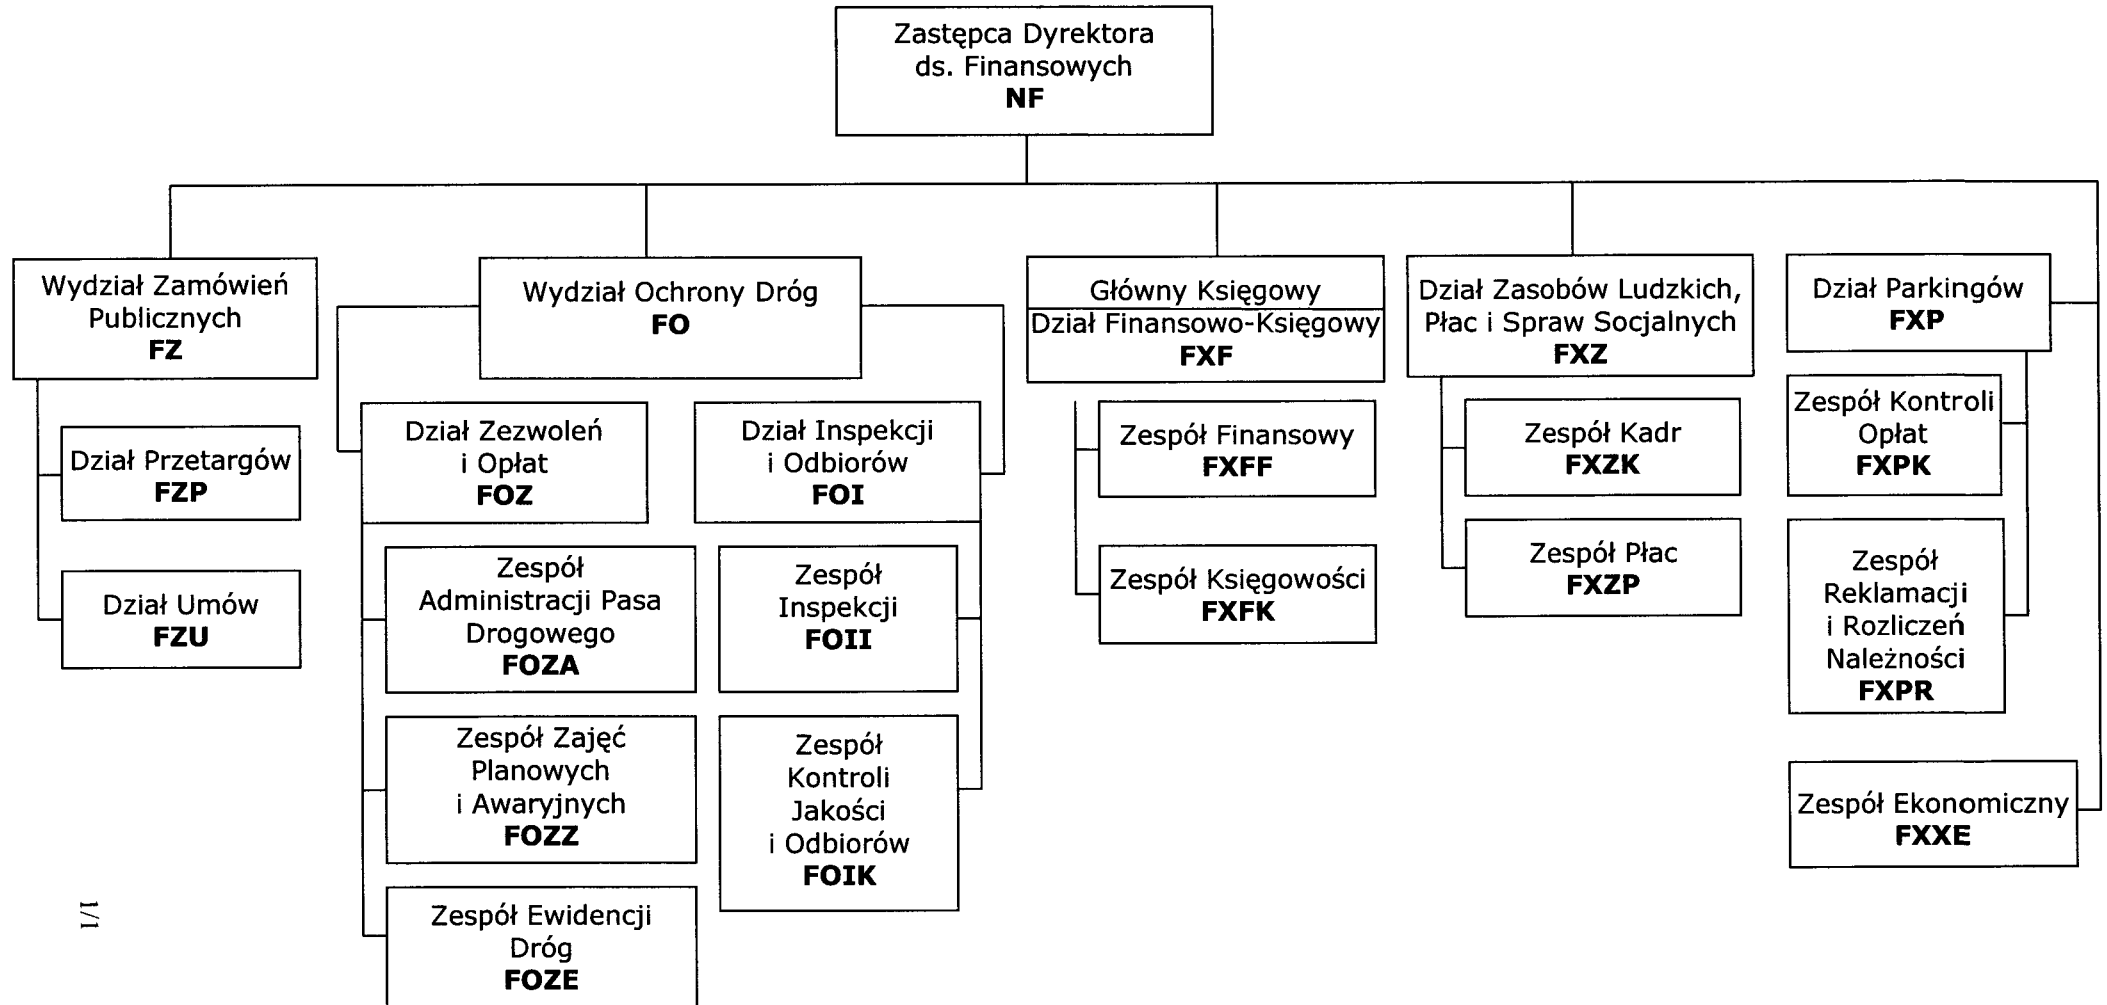 Zastępca Dyrektora
ds. Finansowych
NF
Wydział Zamówień
Publicznych
FZ
Dział Przetargów
FZP
Dział Umów
FZU
Wydział Ochrony Dróg
FO
Dział Zezwoleń
i Opłat
FOZ
Zespół
Administracji Pasa
Drogowego
FOZA
Zespół Zajęć
Planowych
i Awaryjnych
FOZZ
Zespół Ewidencji
Dróg
FOZE
Dział Inspekcji
i Odbiorów
FOI
Zespół
Inspekcji
FOII
Zespół
Kontroli
Jakości
i Odbiorów
FOIK
Główny Księgowy
Dział Finansowo-Księgowy
FXF
Zespół Finansowy
FXFF
Zespół Księgowości
FXFK
Dział Zasobów Ludzkich,
Płac i Spraw Socjalnych
FXZ
Zespół Kadr
FXZK
Zespół Płac
FXZP
Dział Parkingów
FXP
Zespół Kontroli
Opłat
FXPK
Zespół
Reklamacji
i Rozliczeń
Należności
FXPR
Zespół Ekonomiczny
FXXE
1/1